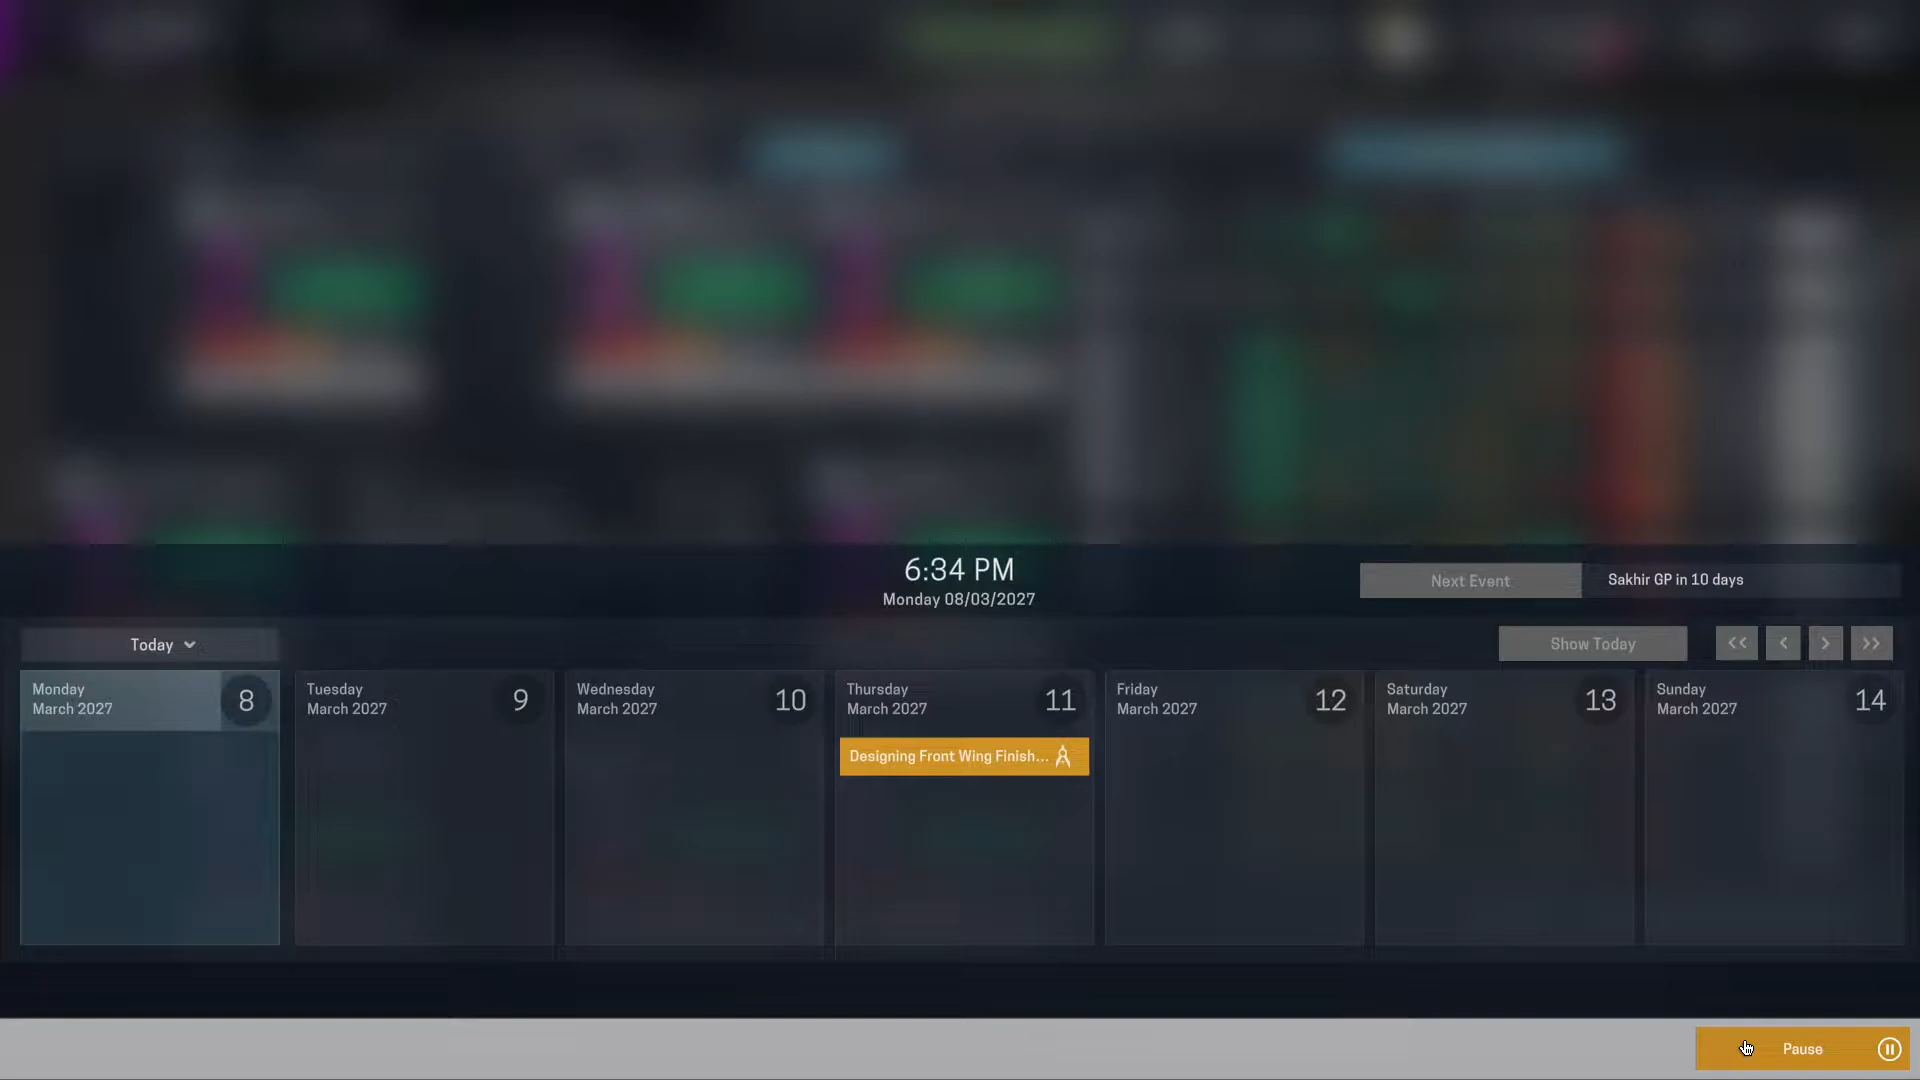 6:34 PM
Monday 08/03/2027
Next Event
Sakhir GP in 10 days
Today
Show Today
<<
<
>
>>
Monday
March 2027
8
Tuesday
March 2027
9
Wednesday
March 2027
10
Thursday
March 2027
11
Designing Front Wing Finish...
Friday
March 2027
12
Saturday
March 2027
13
Sunday
March 2027
14
Pause